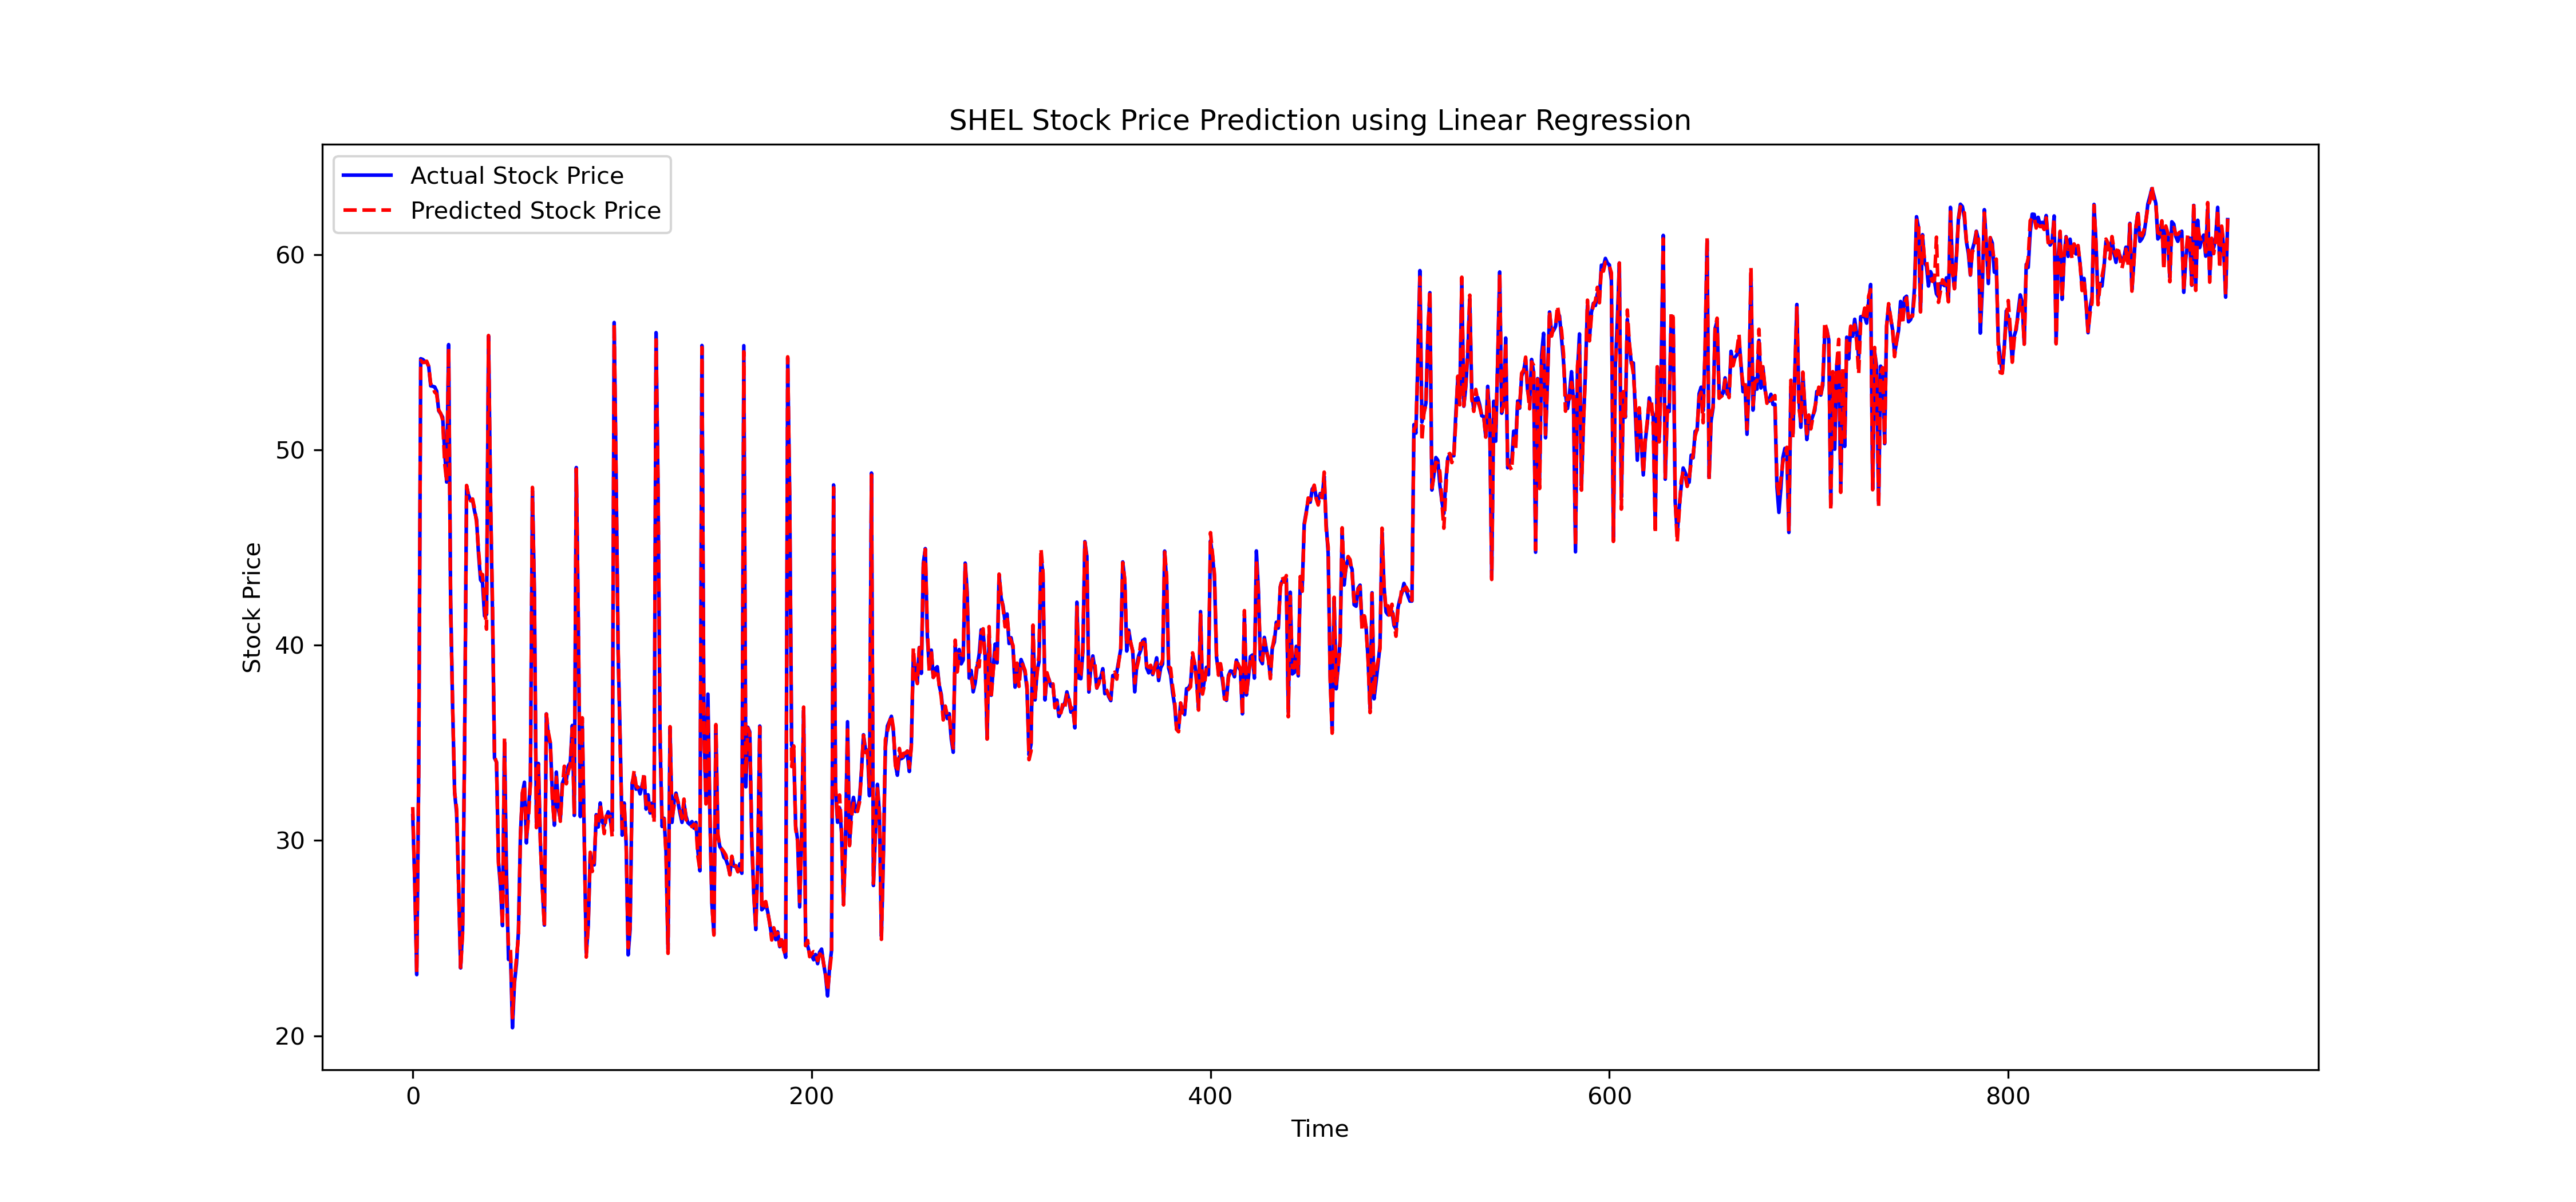 SHEL Stock Price Prediction using Linear Regression
Actual Stock Price
Predicted Stock Price
Stock Price
60
50
40
30
20
0 200 400 600 800
Time